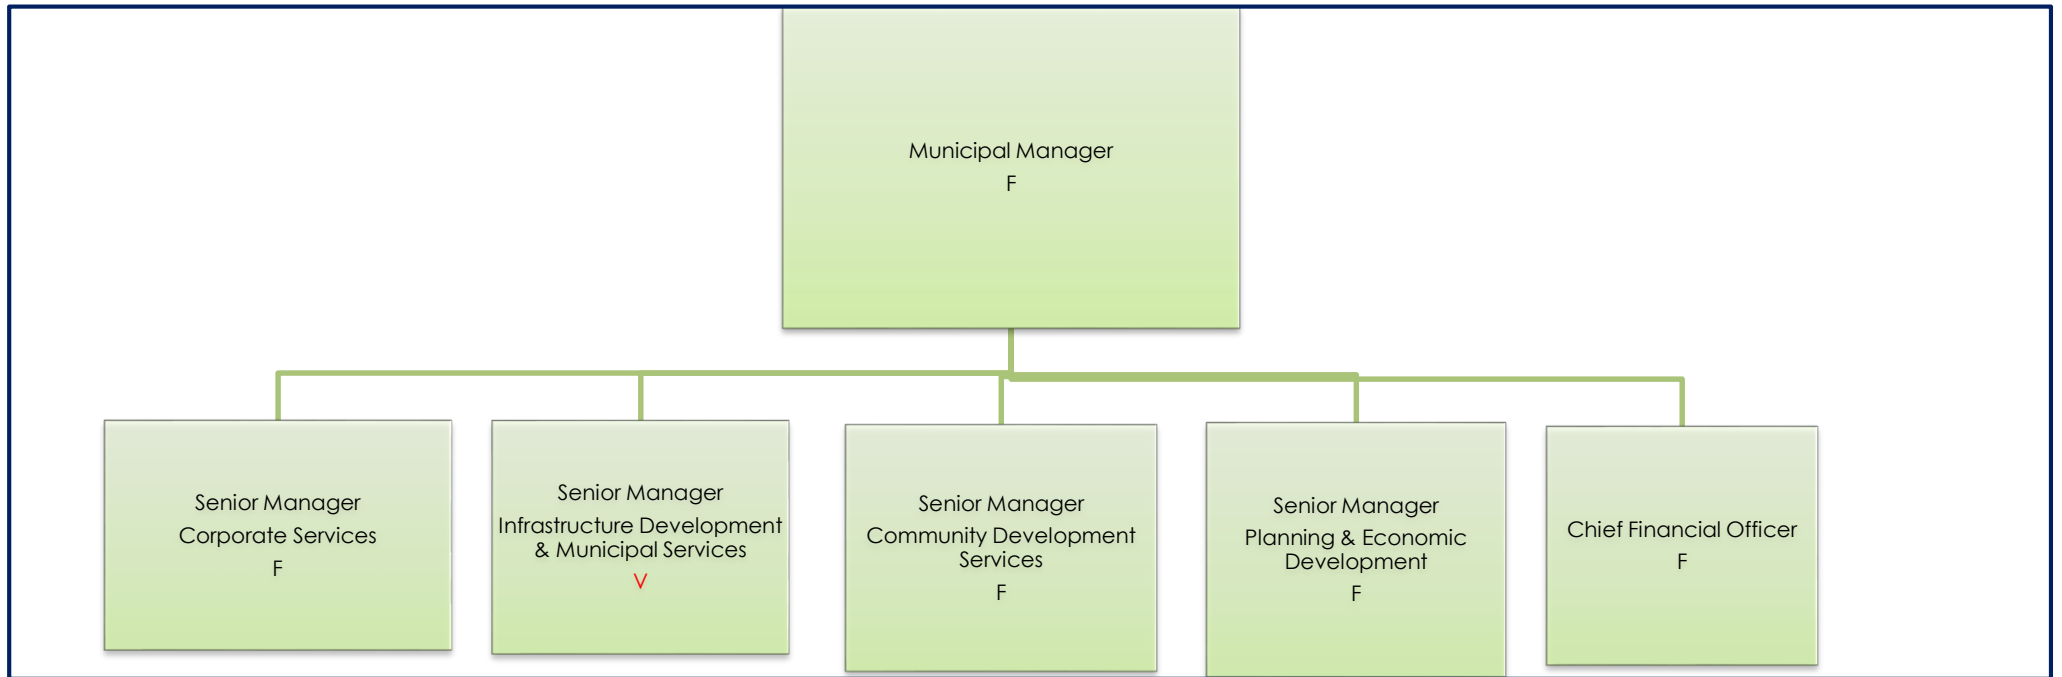 Municipal Manager
F
Senior Manager
Corporate Services
F
Senior Manager
Infrastructure Development
& Municipal Services
V
Senior Manager
Community Development
Services
F
Senior Manager
Planning & Economic
Development
F
Chief Financial Officer
F